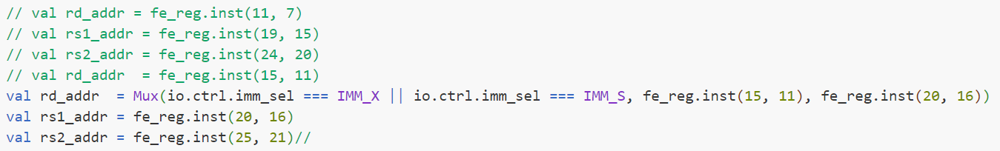 // val rd_addr = fe_reg.inst(11, 7)
// val rs1_addr = fe_reg.inst(19, 15)
// val rs2_addr = fe_reg.inst(24, 20)
// val rd_addr  = fe_reg.inst(15, 11)
val rd_addr  = Mux(io.ctrl.imm_sel === IMM_X || io.ctrl.imm_sel === IMM_S, fe_reg.inst(15, 11), fe_reg.inst(20, 16))
val rs1_addr = fe_reg.inst(20, 16)
val rs2_addr = fe_reg.inst(25, 21)//